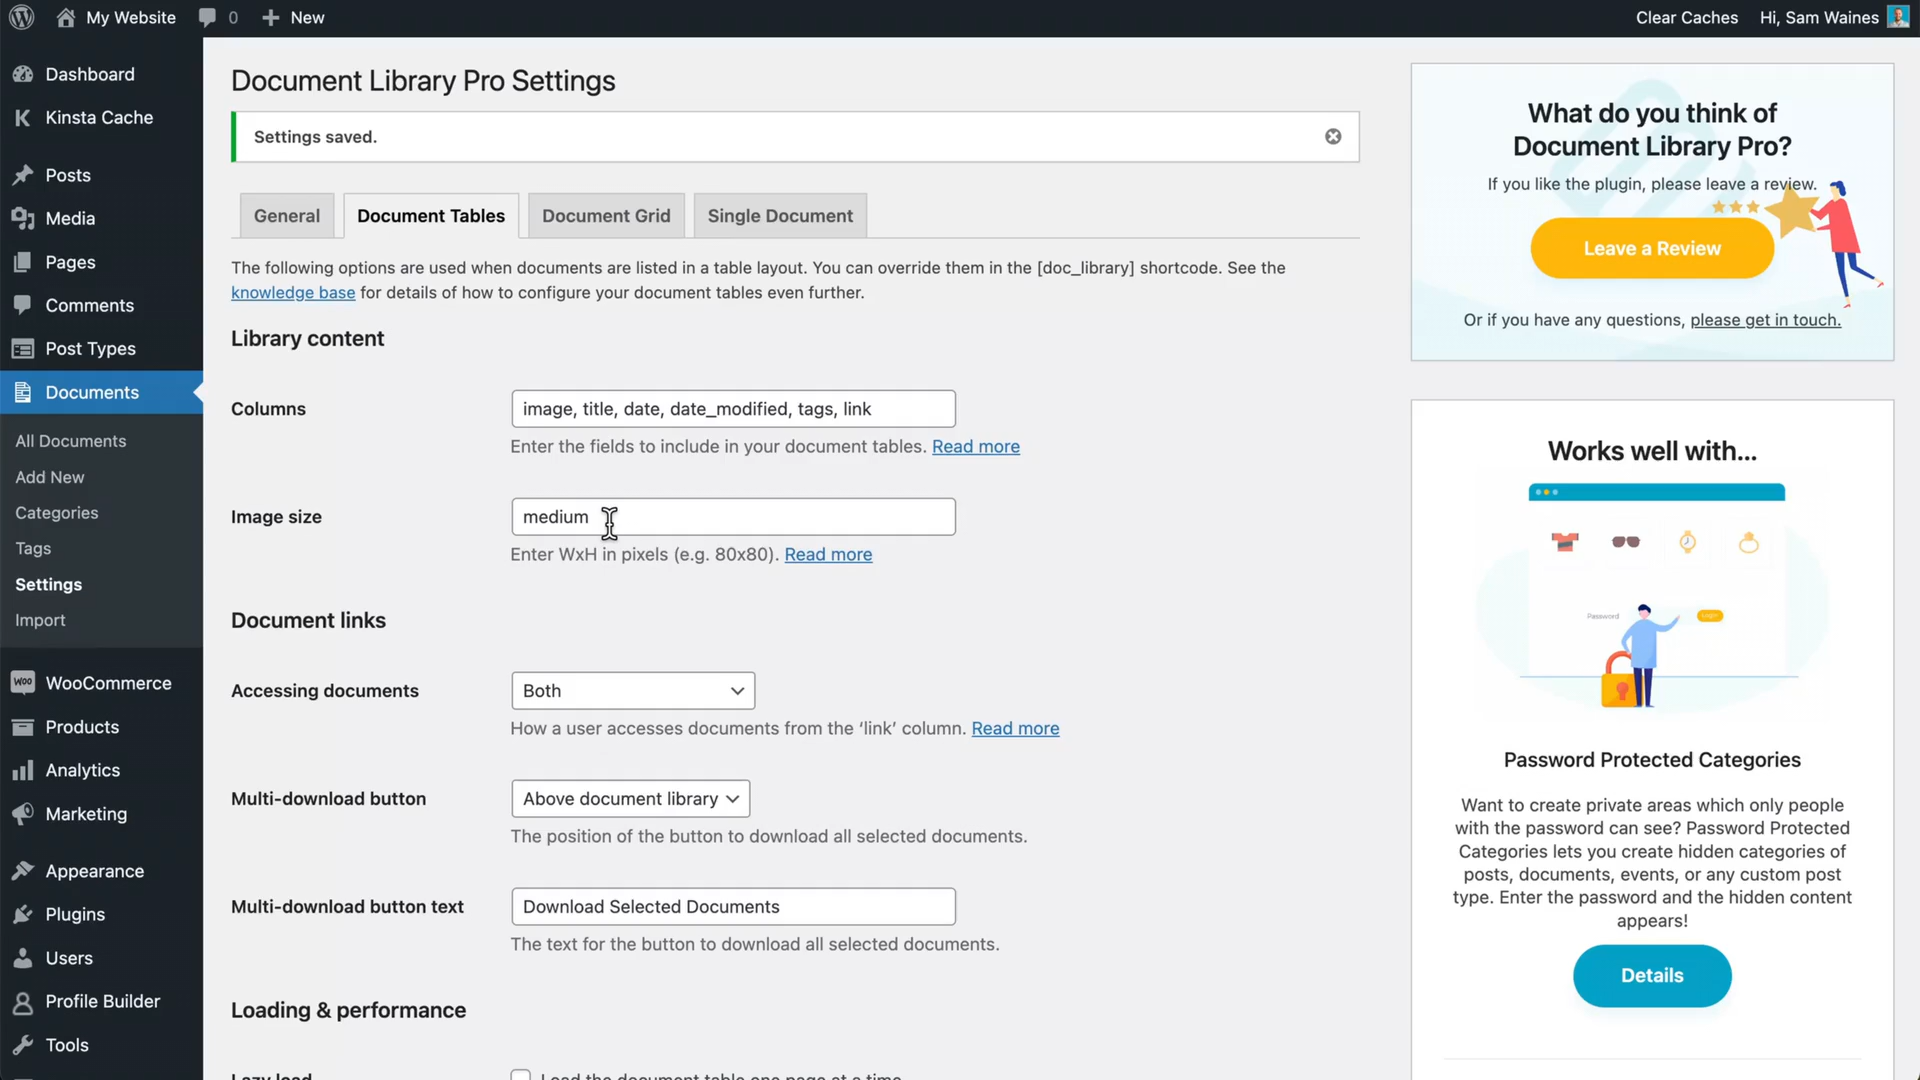 My Website
0
New
Clear Caches
Hi, Sam Waines
Dashboard
Kinsta Cache
Posts
Media
Pages
Comments
Post Types
Documents
All Documents
Add New
Categories
Tags
Settings
Import
WooCommerce
Products
Analytics
Marketing
Appearance
Plugins
Users
Profile Builder
Tools
Document Library Pro Settings
Settings saved.
General
Document Tables
Document Grid
Single Document
The following options are used when documents are listed in a table layout. You can override them in the [doc_library] shortcode. See the
knowledge base for details of how to configure your document tables even further.
Library content
Columns
image, title, date, date_modified, tags, link
Enter the fields to include in your document tables. Read more
Image size
medium
Enter WxH in pixels (e.g. 80x80). Read more
Document links
Accessing documents
Both
How a user accesses documents from the ‘link’ column. Read more
Multi-download button
Above document library
The position of the button to download all selected documents.
Multi-download button text
Download Selected Documents
The text for the button to download all selected documents.
Loading & performance
Lazy load
Load the document table one page at a time
What do you think of
Document Library Pro?
If you like the plugin, please leave a review.
Leave a Review
Or if you have any questions, please get in touch.
Works well with...
Password
Login
Password Protected Categories
Want to create private areas which only people
with the password can see? Password Protected
Categories lets you create hidden categories of
posts, documents, events, or any custom post
type. Enter the password and the hidden content
appears!
Details